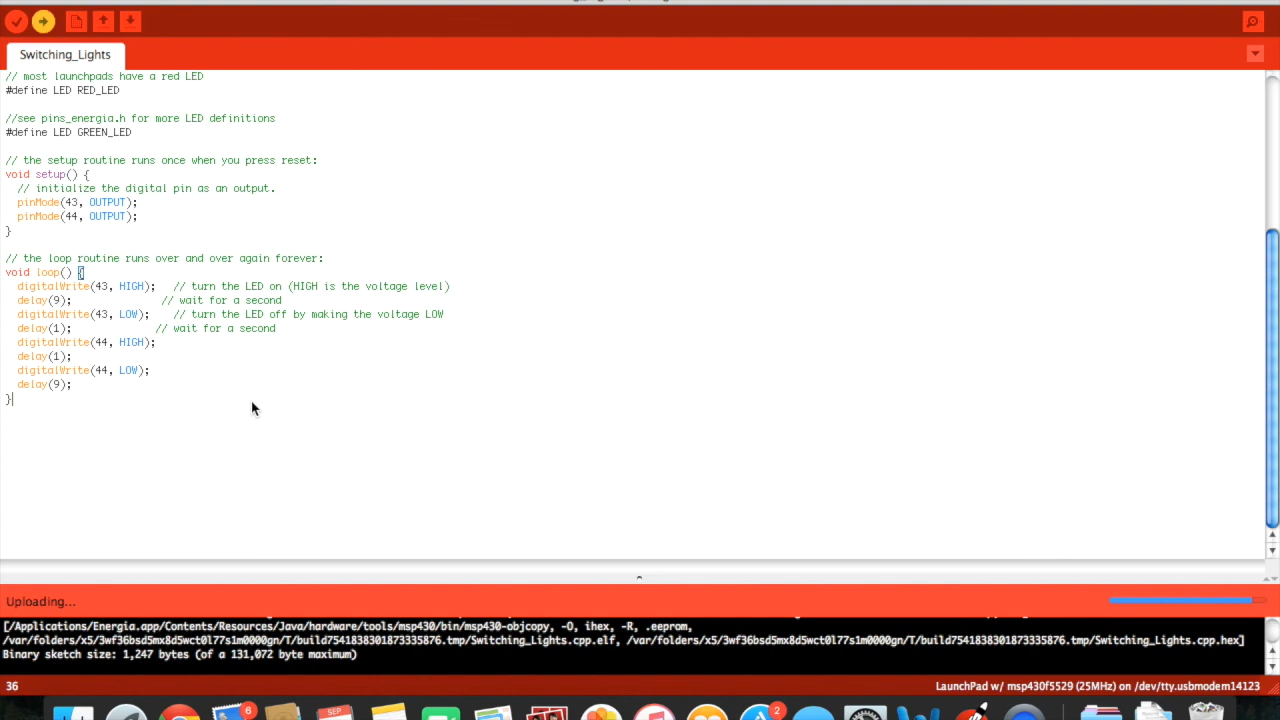 Switching_Lights
// most launchpads have a red LED
#define LED RED_LED
//see pins_energia.h for more LED definitions
#define LED GREEN_LED
// the setup routine runs once when you press reset:
void setup() {
  // initialize the digital pin as an output.
  pinMode(43, OUTPUT);
  pinMode(44, OUTPUT);
}
// the loop routine runs over and over again forever:
void loop() {
  digitalWrite(43, HIGH);   // turn the LED on (HIGH is the voltage level)
  delay(9);               // wait for a second
  digitalWrite(43, LOW);    // turn the LED off by making the voltage LOW
  delay(1);              // wait for a second
  digitalWrite(44, HIGH);
  delay(1);
  digitalWrite(44, LOW);
  delay(9);
}
Uploading...
[/Applications/Energia.app/Contents/Resources/Java/hardware/tools/msp430/bin/msp430-objcopy, -O, ihex, -R, .eeprom,
/var/folders/x5/3wf36bsd5mx8d5wct0l77s1m0000gn/T/build7541838301873335876.tmp/Switching_Lights.cpp.elf, /var/folders/x5/3wf36bsd5mx8d5wct0l77s1m0000gn/T/build7541838301873335876.tmp/Switching_Lights.cpp.hex]
Binary sketch size: 1,247 bytes (of a 131,072 byte maximum)
36
LaunchPad w/ msp430f5529 (25MHz) on /dev/tty.usbmodem14123
6
SEP
2